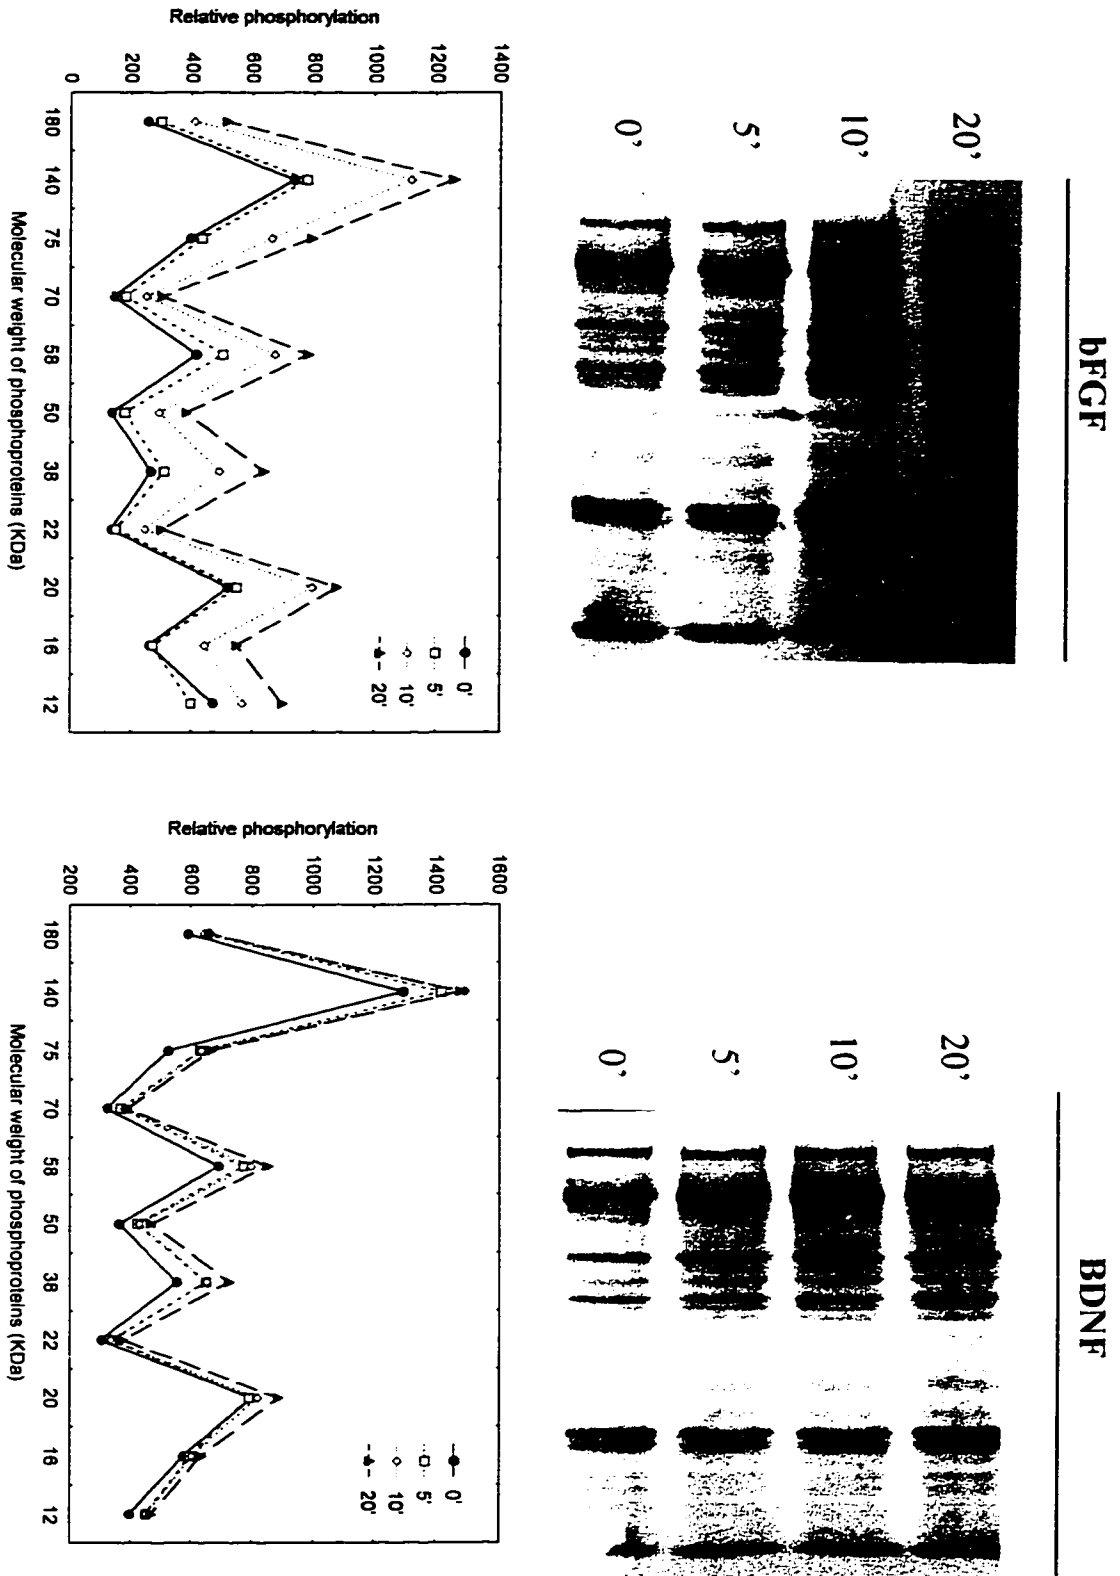 bFGF
0' 5' 10' 20'
Relative phosphorylation
1400
1200
1000
800
600
400
200
0
180 140 75 70 58 50 38 22 20 16 12
Molecular weight of phosphoproteins (KDa)
0'
5'
10'
20'
BDNF
0' 5' 10' 20'
Relative phosphorylation
1600
1400
1200
1000
800
600
400
200
180 140 75 70 58 50 38 22 20 16 12
Molecular weight of phosphoproteins (KDa)
0'
5'
10'
20'